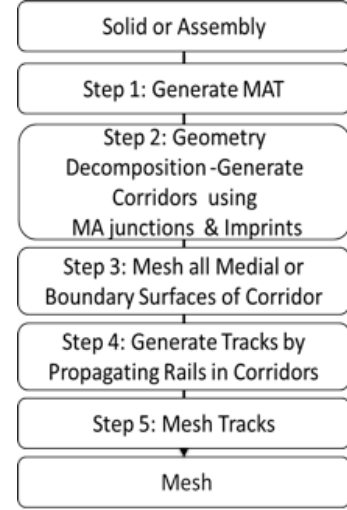 Solid or Assembly
Step 1: Generate MAT
Step 2: Geometry
Decomposition -Generate
Corridors using
MA junctions & Imprints
Step 3: Mesh all Medial or
Boundary Surfaces of Corridor
Step 4: Generate Tracks by
Propagating Rails in Corridors
Step 5: Mesh Tracks
Mesh